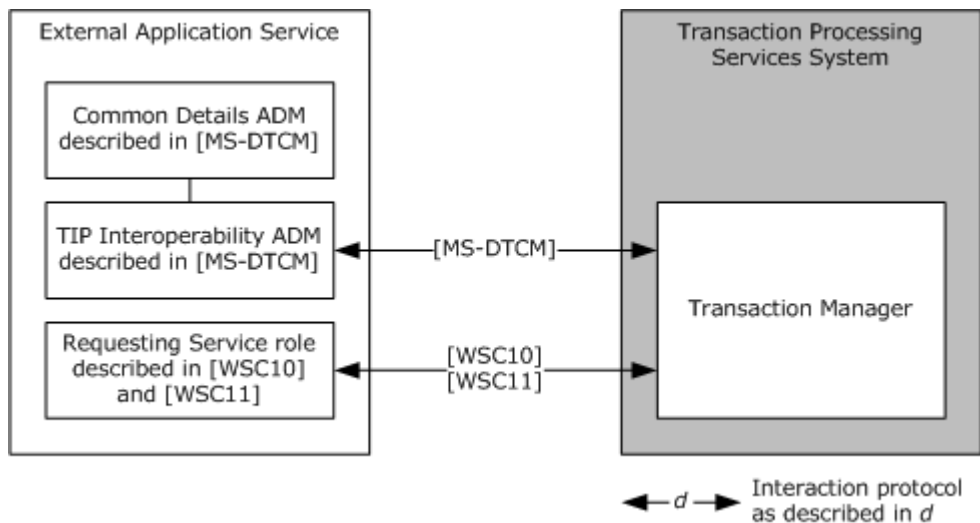 External Application Service
Common Details ADM
described in [MS-DTCM]
TIP Interoperability ADM
described in [MS-DTCM]
Requesting Service role
described in [WSC10]
and [WSC11]
[MS-DTCM]
[WSC10]
[WSC11]
Transaction Processing
Services System
Transaction Manager
d
Interaction protocol
as described in d